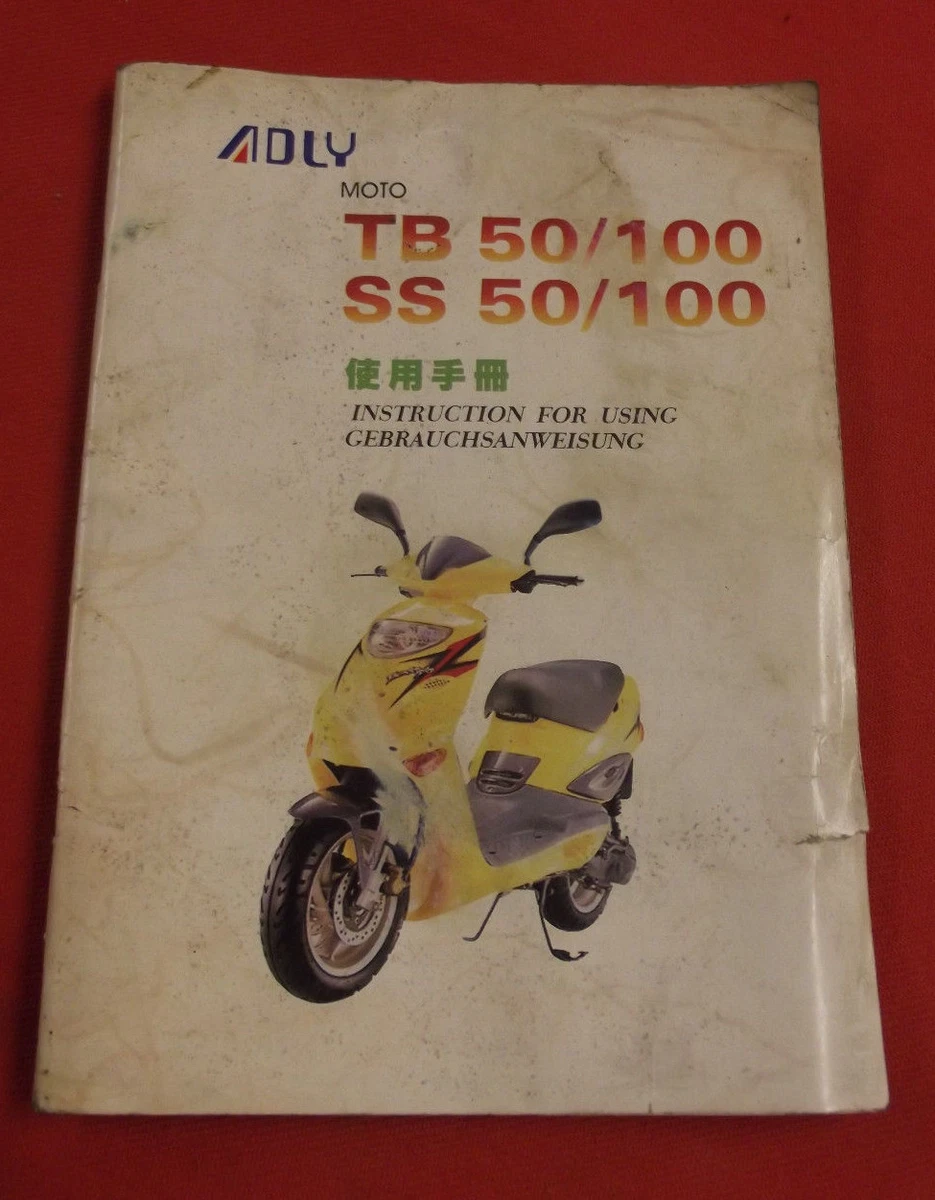 ADLY
MOTO
TB 50/100
SS 50/100
使用手冊
INSTRUCTION FOR USING
GEBRAUCHSANWEISUNG